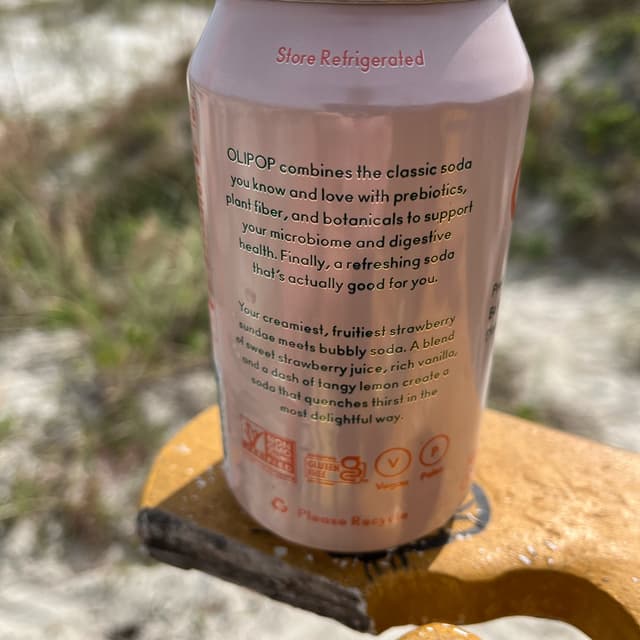 Store Refrigerated
OLIPOP combines the classic soda
you know and love with prebiotics,
plant fiber, and botanicals to support
your microbiome and digestive
health. Finally, a refreshing soda
that's actually good for you.
Your creamiest, fruitiest strawberry
sundae meets bubbly soda. A blend
of sweet strawberry juice, rich vanilla,
and a dash of tangy lemon create a
soda that quenches thirst in the
most delightful way.
GLUTEN
FREE
V
P
Vegan
Paleo
Please Recycle